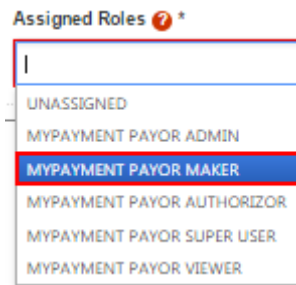 Assigned Roles ? *
UNASSIGNED
MYPAYMENT PAYOR ADMIN
MYPAYMENT PAYOR MAKER
MYPAYMENT PAYOR AUTHORIZOR
MYPAYMENT PAYOR SUPER USER
MYPAYMENT PAYOR VIEWER